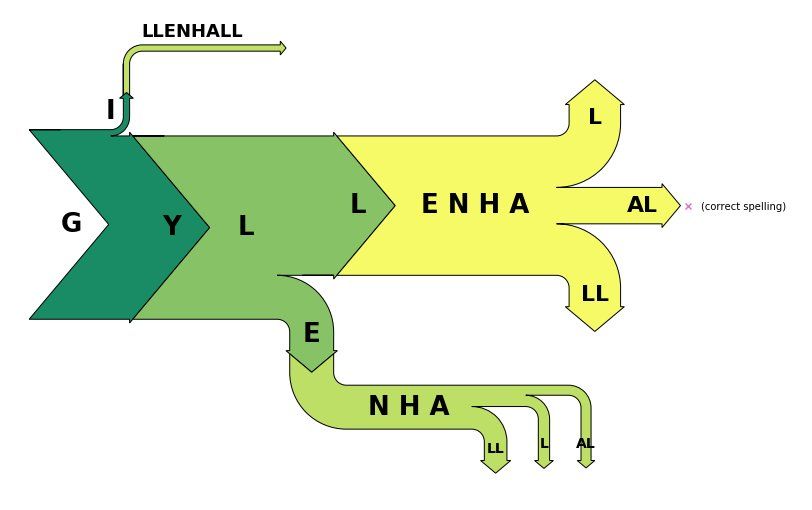 LLENHALL
I
G Y L L E N H A L
AL × (correct spelling)
LL
E
N H A LL L AL